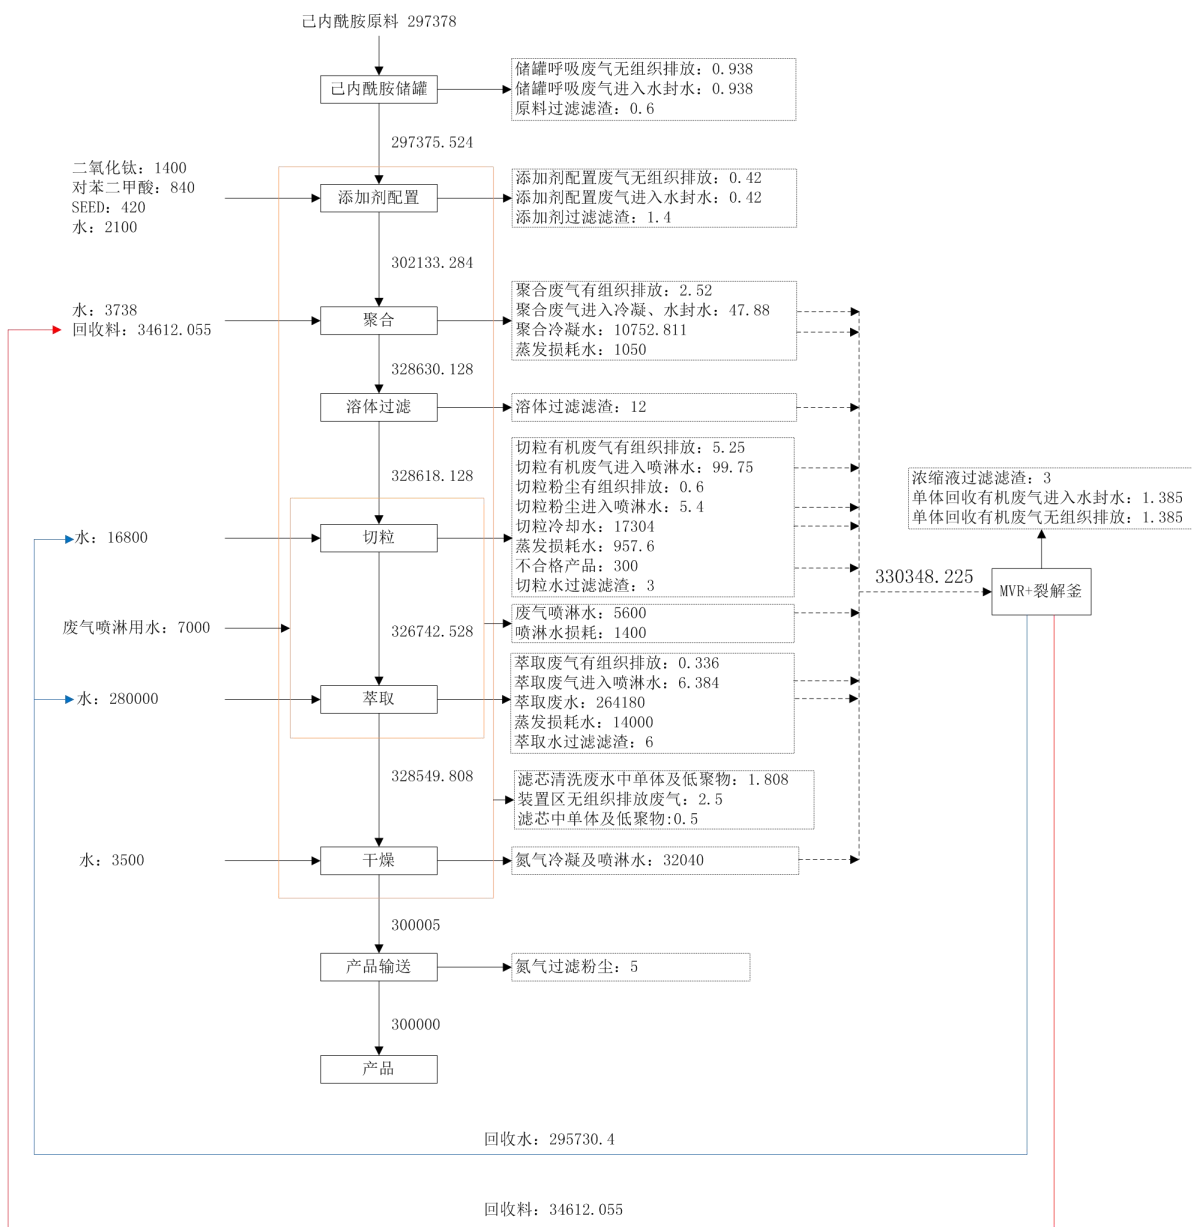 己内酰胺原料 297378
己内酰胺储罐
储罐呼吸废气无组织排放: 0.938
储罐呼吸废气进入水封水: 0.938
原料过滤滤渣: 0.6
297375.524
二氧化钛: 1400
对苯二甲酸: 840
SEED: 420
水: 2100
添加剂配置
添加剂配置废气无组织排放: 0.42
添加剂配置废气进入水封水: 0.42
添加剂过滤滤渣: 1.4
302133.284
水: 3738
回收料: 34612.055
聚合
聚合废气有组织排放: 2.52
聚合废气进入冷凝、水封水: 47.88
聚合冷凝水: 10752.811
蒸发损耗水: 1050
328630.128
溶体过滤
溶体过滤滤渣: 12
328618.128
水: 16800
切粒
切粒有机废气有组织排放: 5.25
切粒有机废气进入喷淋水: 99.75
切粒粉尘有组织排放: 0.6
切粒粉尘进入喷淋水: 5.4
切粒冷却水: 17304
蒸发损耗水: 957.6
不合格产品: 300
切粒水过滤滤渣: 3
浓缩液过滤滤渣: 3
单体回收有机废气进入水封水: 1.385
单体回收有机废气无组织排放: 1.385
330348.225
MVR+裂解釜
废气喷淋用水: 7000
326742.528
废气喷淋水: 5600
喷淋水损耗: 1400
水: 280000
萃取
萃取废气有组织排放: 0.336
萃取废气进入喷淋水: 6.384
萃取废水: 264180
蒸发损耗水: 14000
萃取水过滤滤渣: 6
328549.808
滤芯清洗废水中单体及低聚物: 1.808
装置区无组织排放废气: 2.5
滤芯中单体及低聚物:0.5
水: 3500
干燥
氮气冷凝及喷淋水: 32040
300005
产品输送
氮气过滤粉尘: 5
300000
产品
回收水: 295730.4
回收料: 34612.055